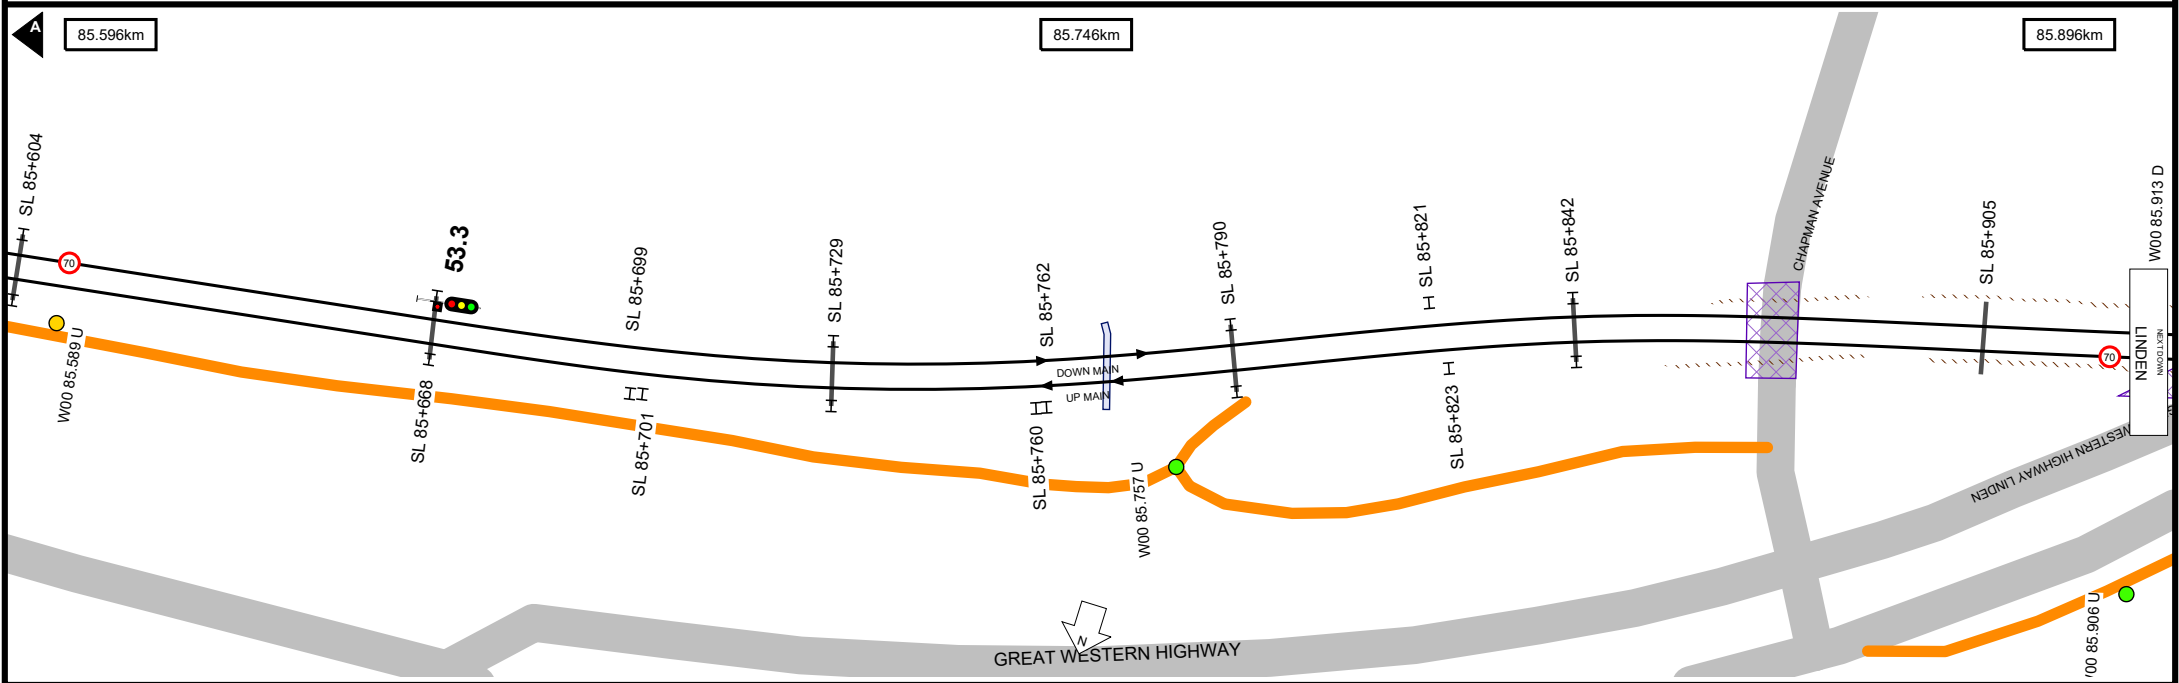 A
85.596km
85.746km
85.896km
SL 85+604
70
W00 85.589 U
53.3
SL 85+668
SL 85+699
SL 85+701
SL 85+729
SL 85+762
SL 85+760
DOWN MAIN
UP MAIN
W00 85.757 U
SL 85+790
SL 85+821
SL 85+823
SL 85+842
CHAPMAN AVENUE
SL 85+905
W00 85.913 D
LINDEN
NEXT DOWN
70
WESTERN HIGHWAY LINDEN
N
GREAT WESTERN HIGHWAY
/00 85.906 U